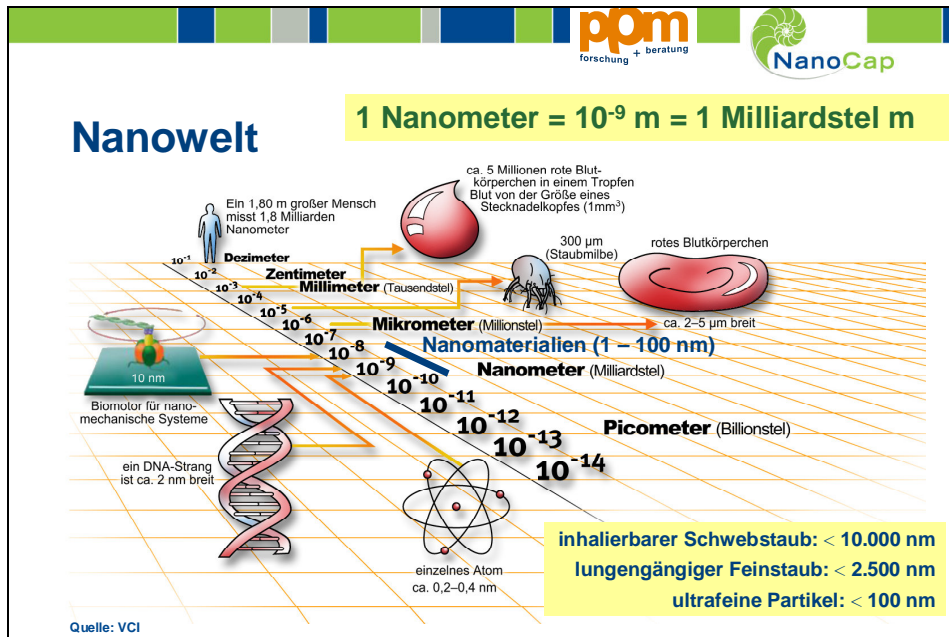 ppm
forschung + beratung
NanoCap
1 Nanometer = 10⁻⁹ m = 1 Milliardstel m
Nanowelt
ca. 5 Millionen rote Blut-
körperchen in einem Tropfen
Blut von der Größe eines
Stecknadelkopfes (1mm³)
Ein 1,80 m großer Mensch
misst 1,8 Milliarden
Nanometer
300 µm
(Staubmilbe)
rotes Blutkörperchen
10⁻¹ Dezimeter
10⁻² Zentimeter
10⁻³ Millimeter (Tausendstel)
10⁻⁴
10⁻⁵
10⁻⁶ Mikrometer (Millionstel)
ca. 2–5 µm breit
10⁻⁷
Nanomaterialien (1 – 100 nm)
10⁻⁸
10⁻⁹ Nanometer (Milliardstel)
10⁻¹⁰
10⁻¹¹
10⁻¹² Picometer (Billionstel)
10⁻¹³
10⁻¹⁴
10 nm
Biomotor für nano-
mechanische Systeme
ein DNA-Strang
ist ca. 2 nm breit
einzelnes Atom
ca. 0,2–0,4 nm
inhalierbarer Schwebstaub: < 10.000 nm
lungengängiger Feinstaub: < 2.500 nm
ultrafeine Partikel: < 100 nm
Quelle: VCI